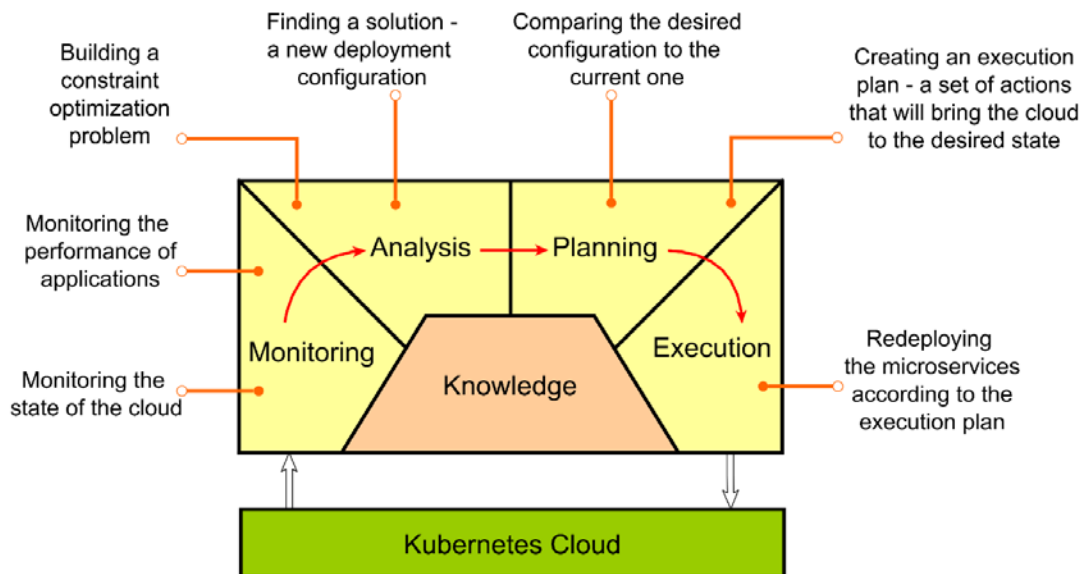 Building a
constraint
optimization
problem
Finding a solution -
a new deployment
configuration
Comparing the desired
configuration to the
current one
Creating an execution
plan - a set of actions
that will bring the cloud
to the desired state
Monitoring the
performance of
applications
Analysis
Planning
Monitoring
Execution
Knowledge
Monitoring the
state of the cloud
Redeploying
the microservices
according to the
execution plan
Kubernetes Cloud